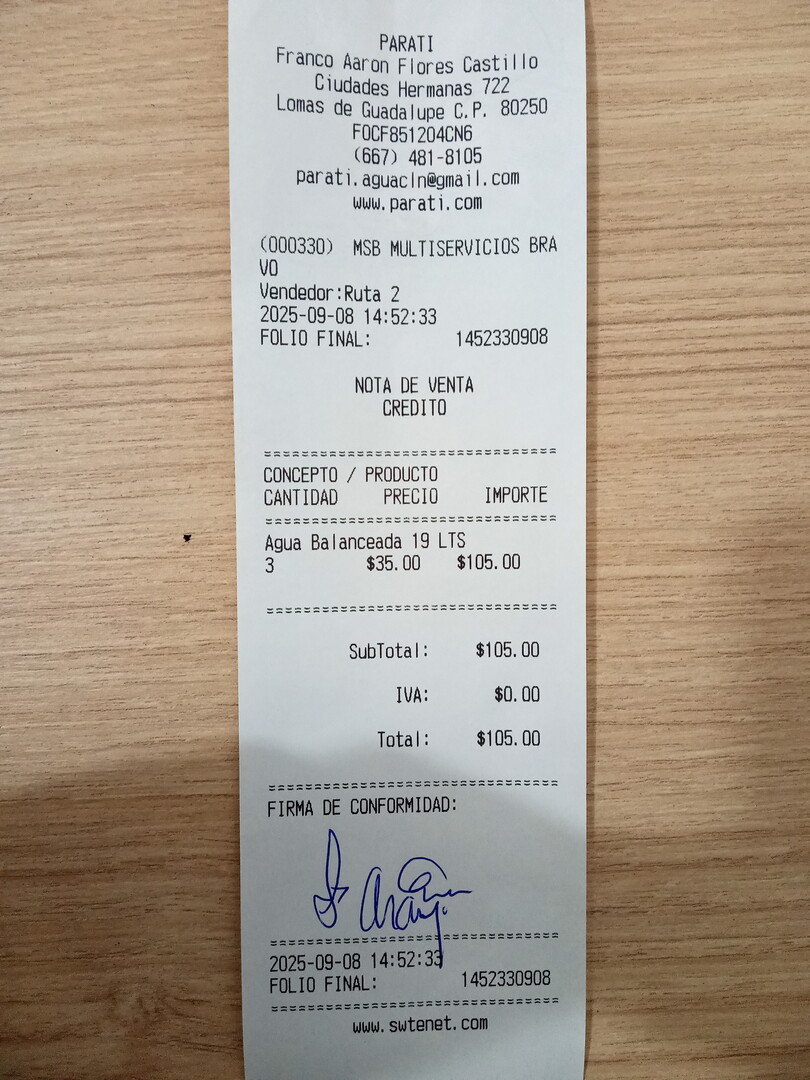 PARATI
Franco Aaron Flores Castillo
Ciudades Hermanas 722
Lomas de Guadalupe C.P. 80250
FOCF851204CN6
(667) 481-8105
parati.aguacln@gmail.com
www.parati.com
(000330) MSB MULTISERVICIOS BRA
VO
Vendedor:Ruta 2
2025-09-08 14:52:33
FOLIO FINAL: 1452330908
NOTA DE VENTA
CREDITO
CONCEPTO / PRODUCTO
CANTIDAD PRECIO IMPORTE
Agua Balanceada 19 LTS
3 $35.00 $105.00
SubTotal: $105.00
IVA: $0.00
Total: $105.00
FIRMA DE CONFORMIDAD:
2025-09-08 14:52:33
FOLIO FINAL: 1452330908
www.swtenet.com